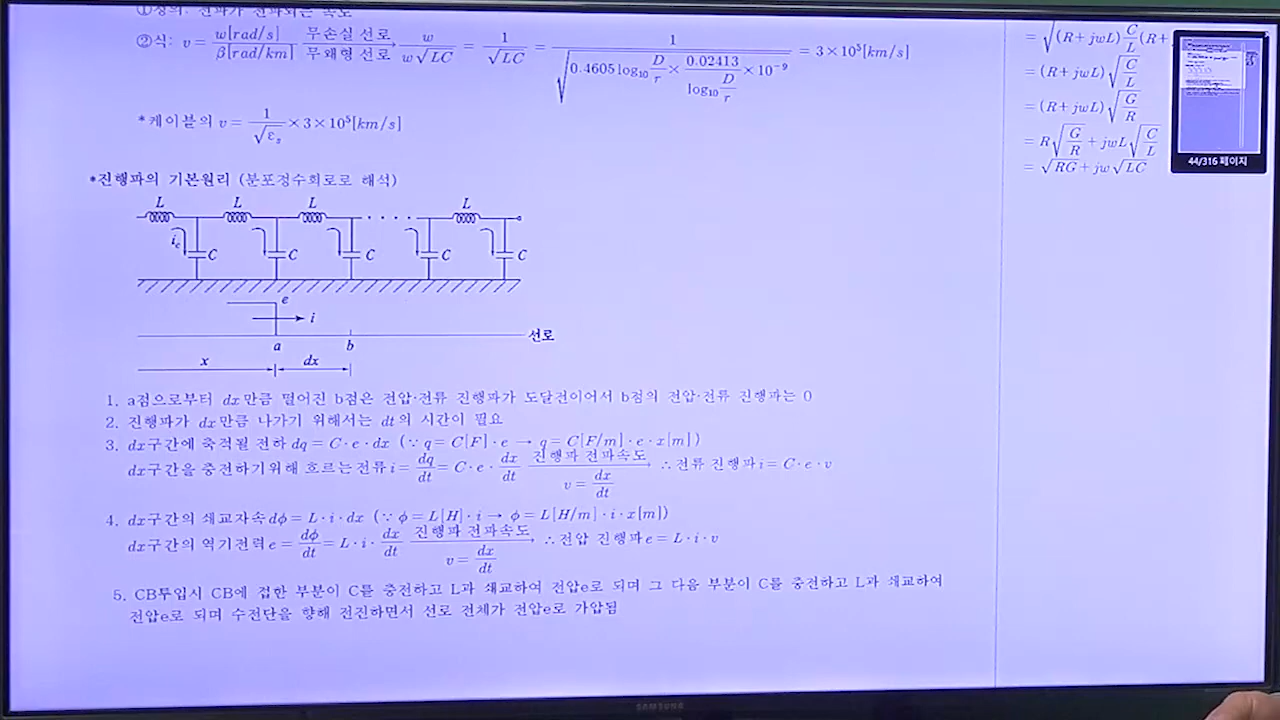 ①정의: 전파가 전파되는 속도
②식: v = w[rad/s] / β[rad/km] 무손실 선로 / 무왜형 선로 → w / w√LC = 1 / √LC = 1 / √(0.4605 log₁₀ D/r × 0.02413 / log₁₀ D/r × 10⁻⁹) = 3×10⁵[km/s]
*케이블의 v = 1 / √εs × 3×10⁵[km/s]
*진행파의 기본원리 (분포정수회로로 해석)
L L L L
ic C C C C C
e
i
선로
a b
x dx
1. a점으로부터 dx만큼 떨어진 b점은 전압·전류 진행파가 도달전이어서 b점의 전압·전류 진행파는 0
2. 진행파가 dx만큼 나가기 위해서는 dt의 시간이 필요
3. dx구간에 축적될 전하 dq = C·e·dx (∵ q = C[F]·e → q = C[F/m]·e·x[m])
dx구간을 충전하기위해 흐르는 전류 i = dq/dt = C·e·dx/dt 진행파 전파속도 → v = dx/dt ∴전류 진행파 i = C·e·v
4. dx구간의 쇄교자속 dϕ = L·i·dx (∵ ϕ = L[H]·i → ϕ = L[H/m]·i·x[m])
dx구간의 역기전력 e = dϕ/dt = L·i·dx/dt 진행파 전파속도 → v = dx/dt ∴전압 진행파 e = L·i·v
5. CB투입시 CB에 접한 부분이 C를 충전하고 L과 쇄교하여 전압e로 되며 그 다음 부분이 C를 충전하고 L과 쇄교하여
전압e로 되며 수전단을 향해 전진하면서 선로 전체가 전압e로 가압됨
= √((R+jwL) C/L (R+
= (R+jwL)√(C/L)
= (R+jwL)√(G/R)
= R√(G/R) + jwL√(C/L)
= √RG + jw√LC
44/316 페이지
SAMSUNG